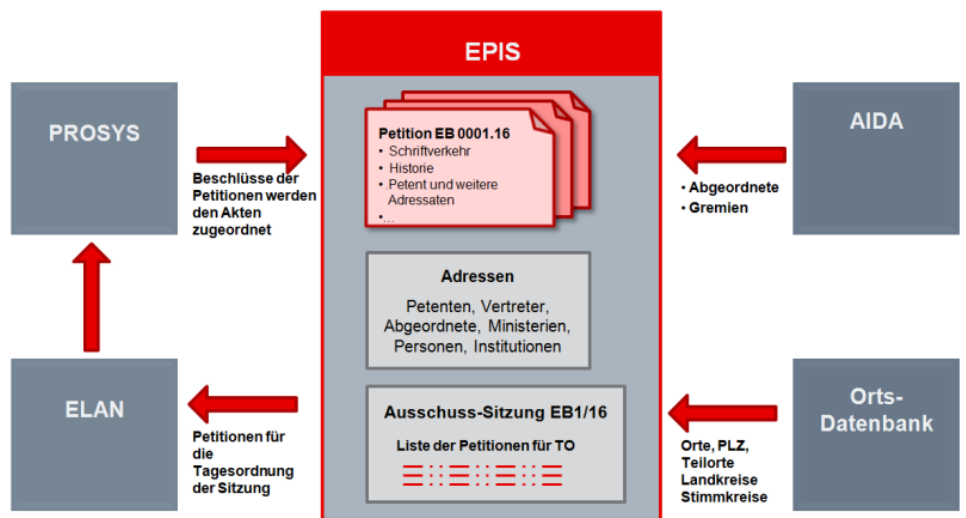 EPIS
PROSYS
Beschlüsse der
Petitionen werden
den Akten
zugeordnet
Petition EB 0001.16
• Schriftverkehr
• Historie
• Petent und weitere
Adressaten
•...
AIDA
• Abgeordnete
• Gremien
Adressen
Petenten, Vertreter,
Abgeordnete, Ministerien,
Personen, Institutionen
ELAN
Petitionen für
die
Tagesordnung
der Sitzung
Ausschuss-Sitzung EB1/16
Liste der Petitionen für TO
Orts-
Datenbank
Orte, PLZ,
Teilorte
Landkreise
Stimmkreise